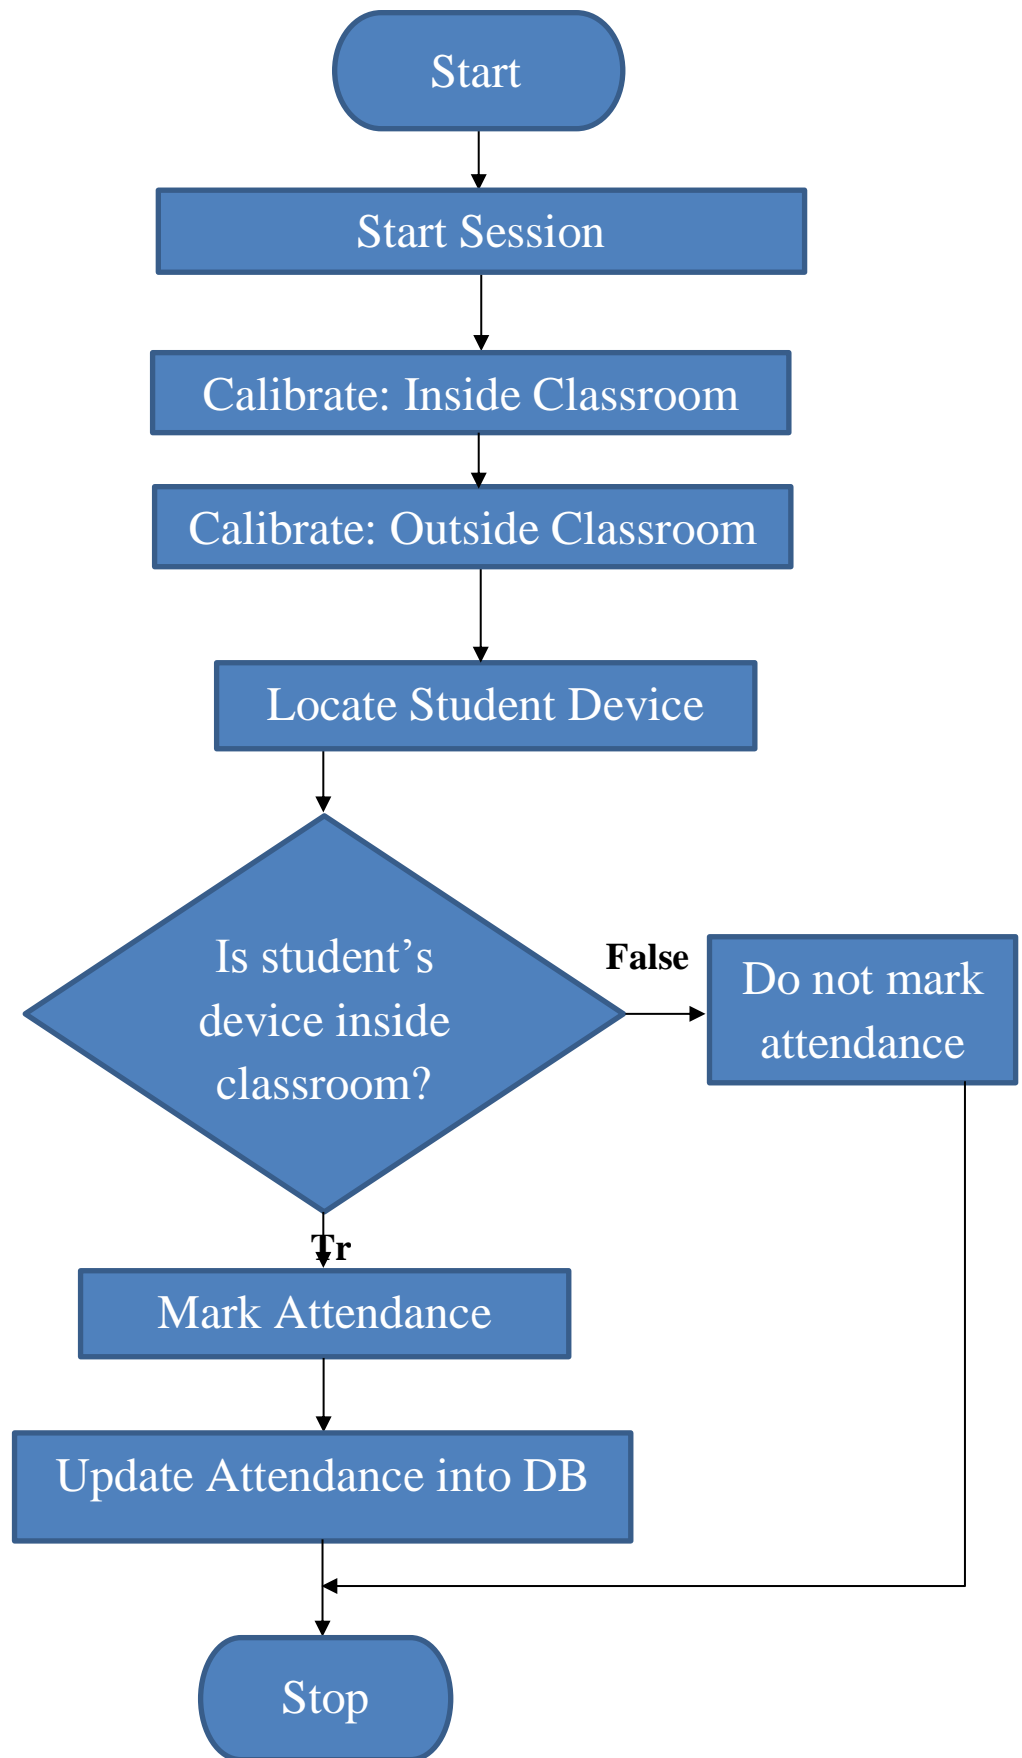 Start
Start Session
Calibrate: Inside Classroom
Calibrate: Outside Classroom
Locate Student Device
Is student’s
device inside
classroom?
False
Do not mark
attendance
Tr
Mark Attendance
Update Attendance into DB
Stop